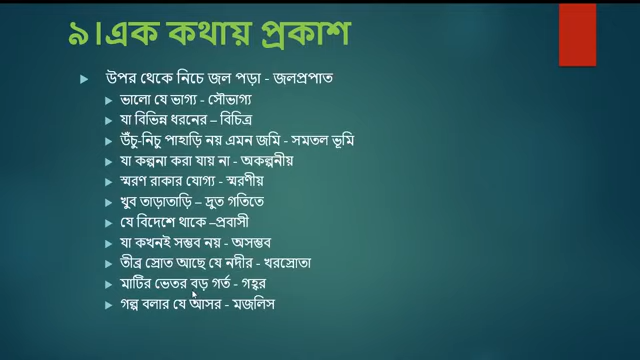 ৯।এক কথায় প্রকাশ
উপর থেকে নিচে জল পড়া - জলপ্রপাত
ভালো যে ভাগ্য - সৌভাগ্য
যা বিভিন্ন ধরনের – বিচিত্র
উঁচু-নিচু পাহাড়ি নয় এমন জমি - সমতল ভূমি
যা কল্পনা করা যায় না - অকল্পনীয়
স্মরণ রাকার যোগ্য - স্মরণীয়
খুব তাড়াতাড়ি – দ্রুত গতিতে
যে বিদেশে থাকে –প্রবাসী
যা কখনই সম্ভব নয় - অসম্ভব
তীব্র স্রোত আছে যে নদীর - খরস্রোতা
মাটির ভেতর বড় গর্ত - গহ্বর
গল্প বলার যে আসর - মজলিস